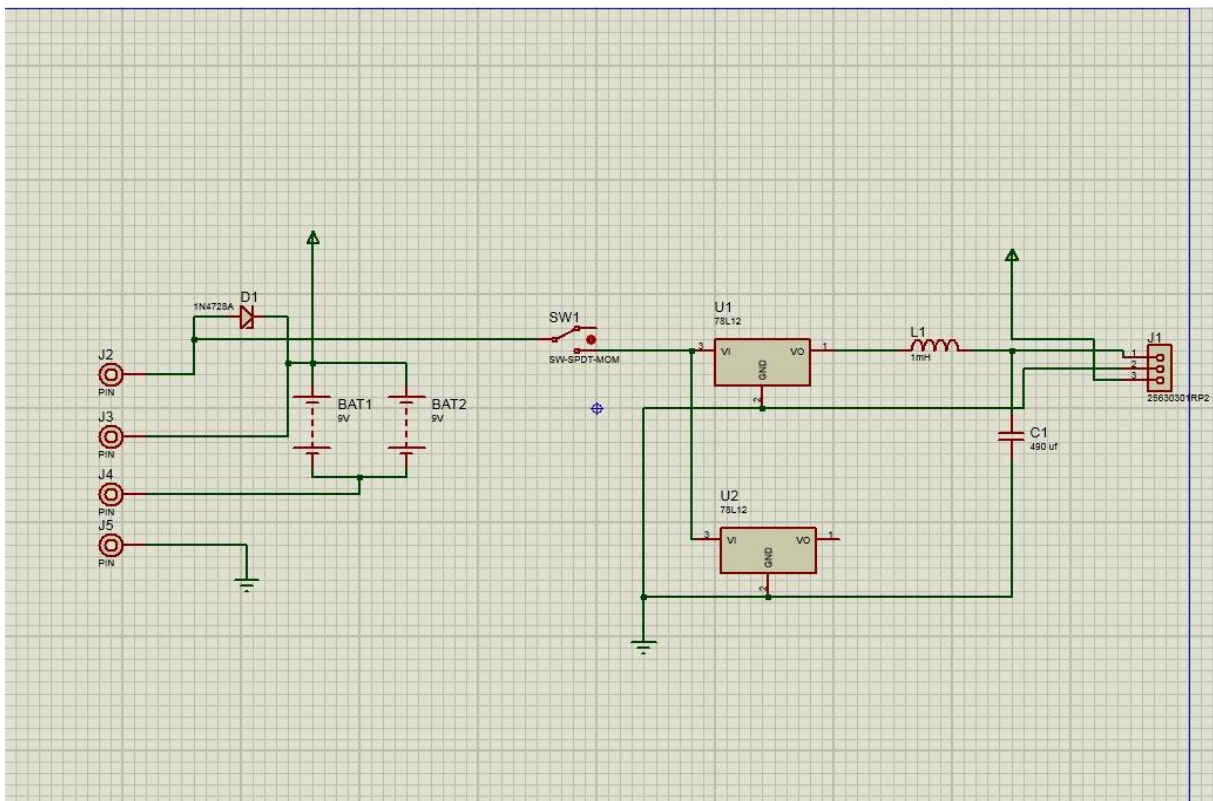 D1
1N4728A
J2
PIN
J3
PIN
J4
PIN
J5
PIN
BAT1
9V
BAT2
9V
SW1
SW-SPDT-MOM
U1
78L12
3
VI
VO
1
GND
2
L1
1mH
J1
1
2
3
25630301RP2
C1
490 uf
U2
78L12
3
VI
VO
1
GND
2